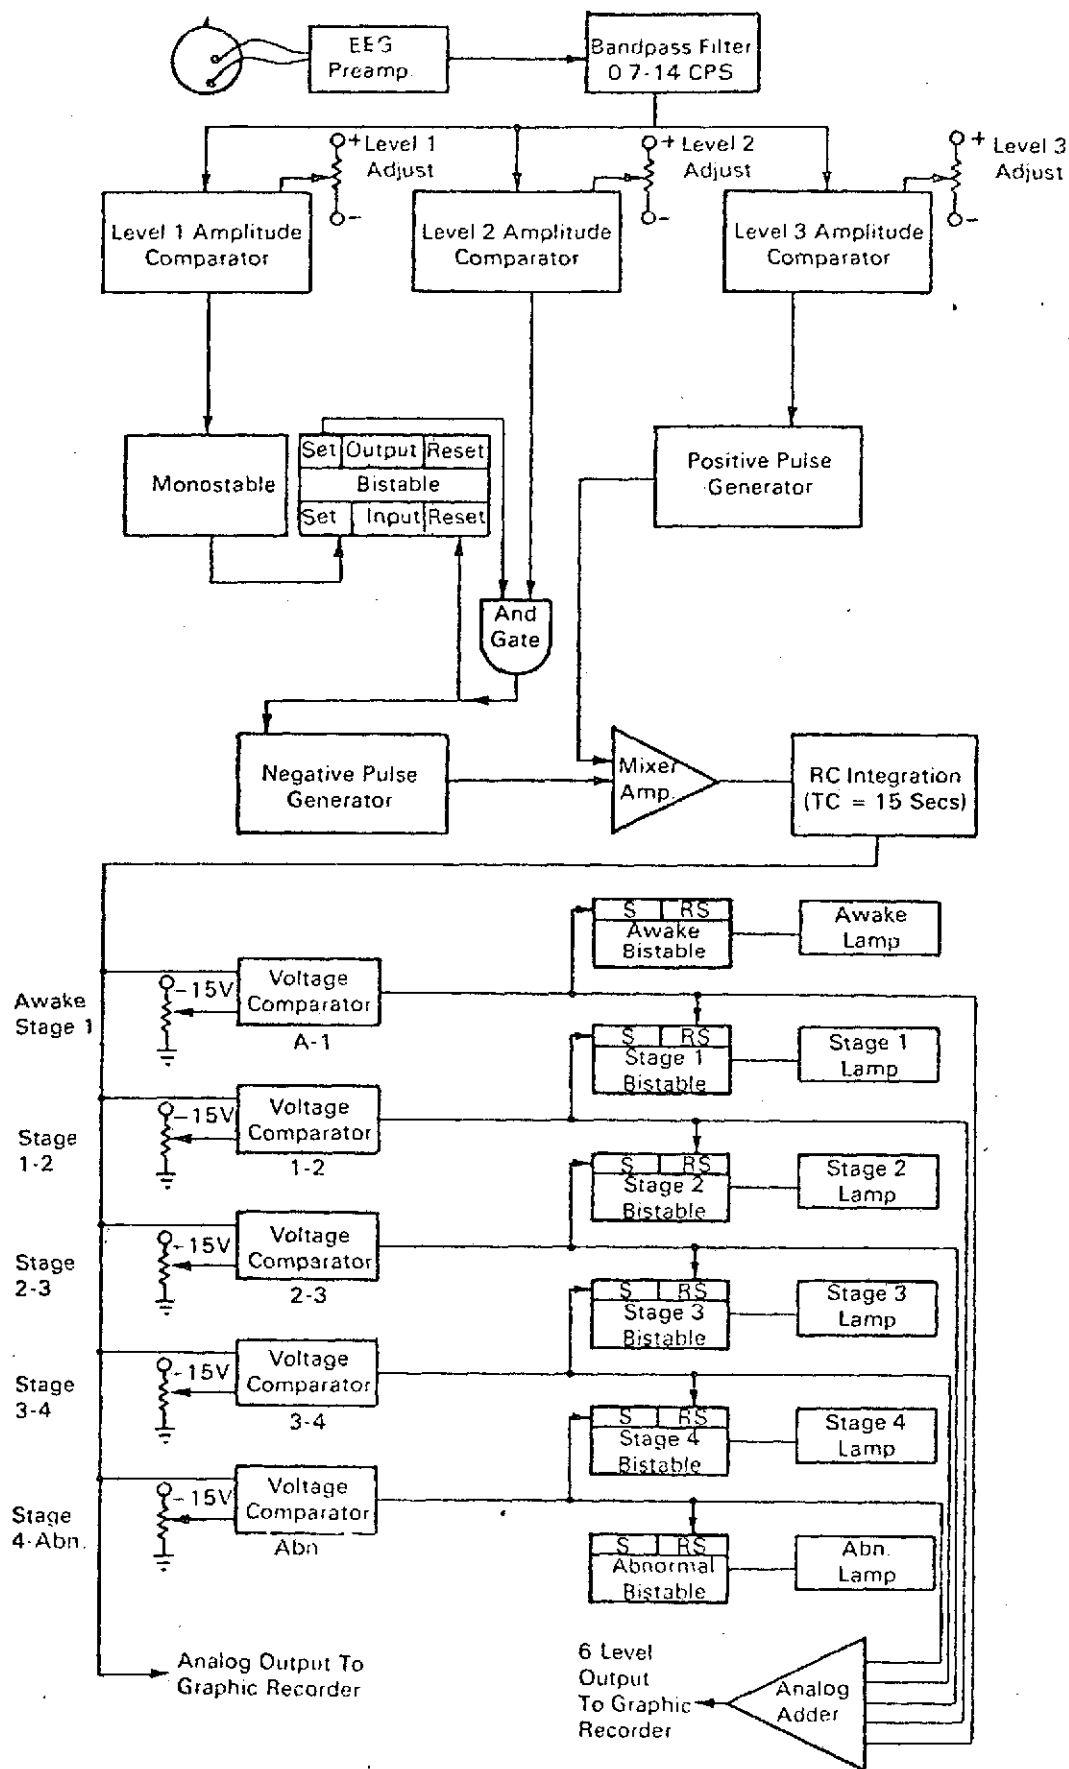 EEG
Preamp.
Bandpass Filter
0.7-14 CPS
+ Level 1
Adjust
-
+ Level 2
Adjust
-
+ Level 3
Adjust
-
Level 1 Amplitude
Comparator
Level 2 Amplitude
Comparator
Level 3 Amplitude
Comparator
Monostable
Set Output Reset
Bistable
Set Input Reset
Positive Pulse
Generator
And
Gate
Negative Pulse
Generator
Mixer
Amp.
RC Integration
(TC = 15 Secs)
S RS
Awake
Bistable
Awake
Lamp
Awake
Stage 1
-15V
Voltage
Comparator
A-1
S RS
Stage 1
Bistable
Stage 1
Lamp
Stage
1-2
-15V
Voltage
Comparator
1-2
S RS
Stage 2
Bistable
Stage 2
Lamp
Stage
2-3
-15V
Voltage
Comparator
2-3
S RS
Stage 3
Bistable
Stage 3
Lamp
Stage
3-4
-15V
Voltage
Comparator
3-4
S RS
Stage 4
Bistable
Stage 4
Lamp
Stage
4-Abn.
-15V
Voltage
Comparator
Abn
S RS
Abnormal
Bistable
Abn.
Lamp
Analog Output To
Graphic Recorder
6 Level
Output
To Graphic
Recorder
Analog
Adder